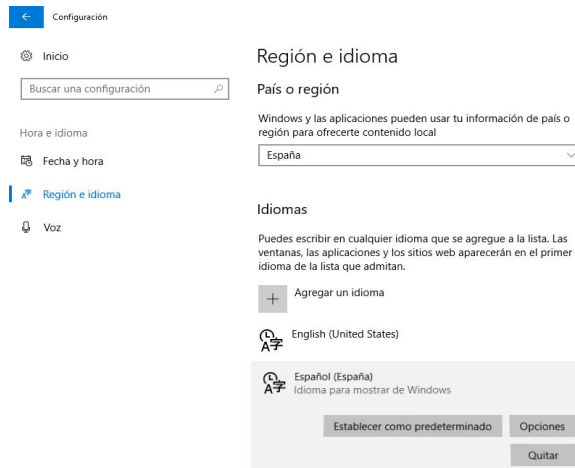 Configuración
Inicio
Buscar una configuración
Hora e idioma
Fecha y hora
Región e idioma
Voz
Región e idioma
País o región
Windows y las aplicaciones pueden usar tu información de país o
región para ofrecerte contenido local
España
Idiomas
Puedes escribir en cualquier idioma que se agregue a la lista. Las
ventanas, las aplicaciones y los sitios web aparecerán en el primer
idioma de la lista que admitan.
Agregar un idioma
English (United States)
Español (España)
Idioma para mostrar de Windows
Establecer como predeterminado Opciones
Quitar